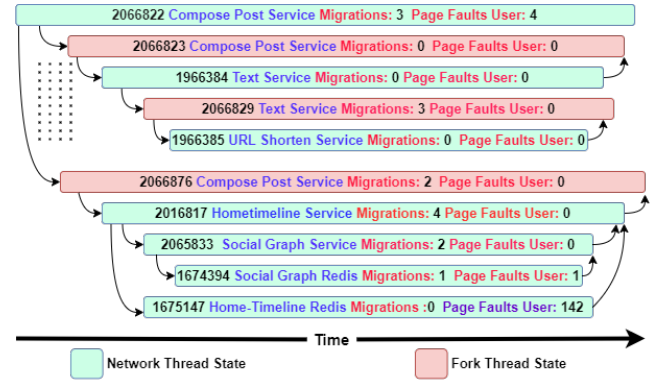 2066822 Compose Post Service Migrations: 3 Page Faults User: 4
2066823 Compose Post Service Migrations: 0 Page Faults User: 0
1966384 Text Service Migrations: 0 Page Faults User: 0
2066829 Text Service Migrations: 3 Page Faults User: 0
1966385 URL Shorten Service Migrations: 0 Page Faults User: 0
2066876 Compose Post Service Migrations: 2 Page Faults User: 0
2016817 Hometimeline Service Migrations: 4 Page Faults User: 0
2065833 Social Graph Service Migrations: 2 Page Faults User: 0
1674394 Social Graph Redis Migrations: 1 Page Faults User: 1
1675147 Home-Timeline Redis Migrations :0 Page Faults User: 142
Time
Network Thread State
Fork Thread State